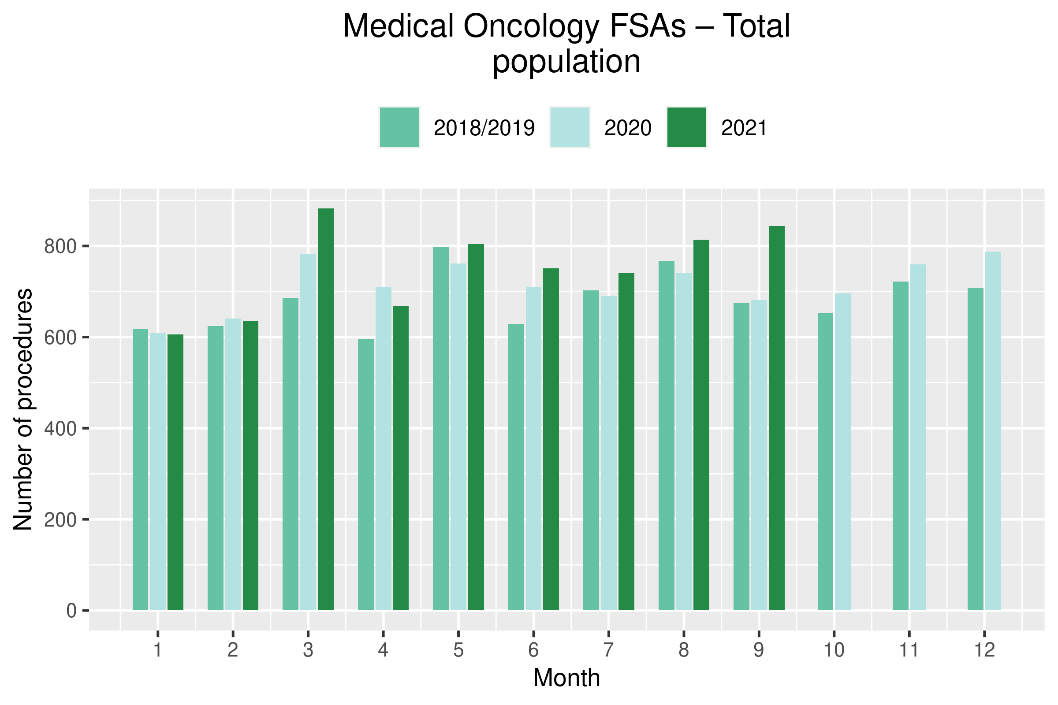 Medical Oncology FSAs – Total
population
2018/2019 2020 2021
Number of procedures
800
600
400
200
0
1 2 3 4 5 6 7 8 9 10 11 12
Month